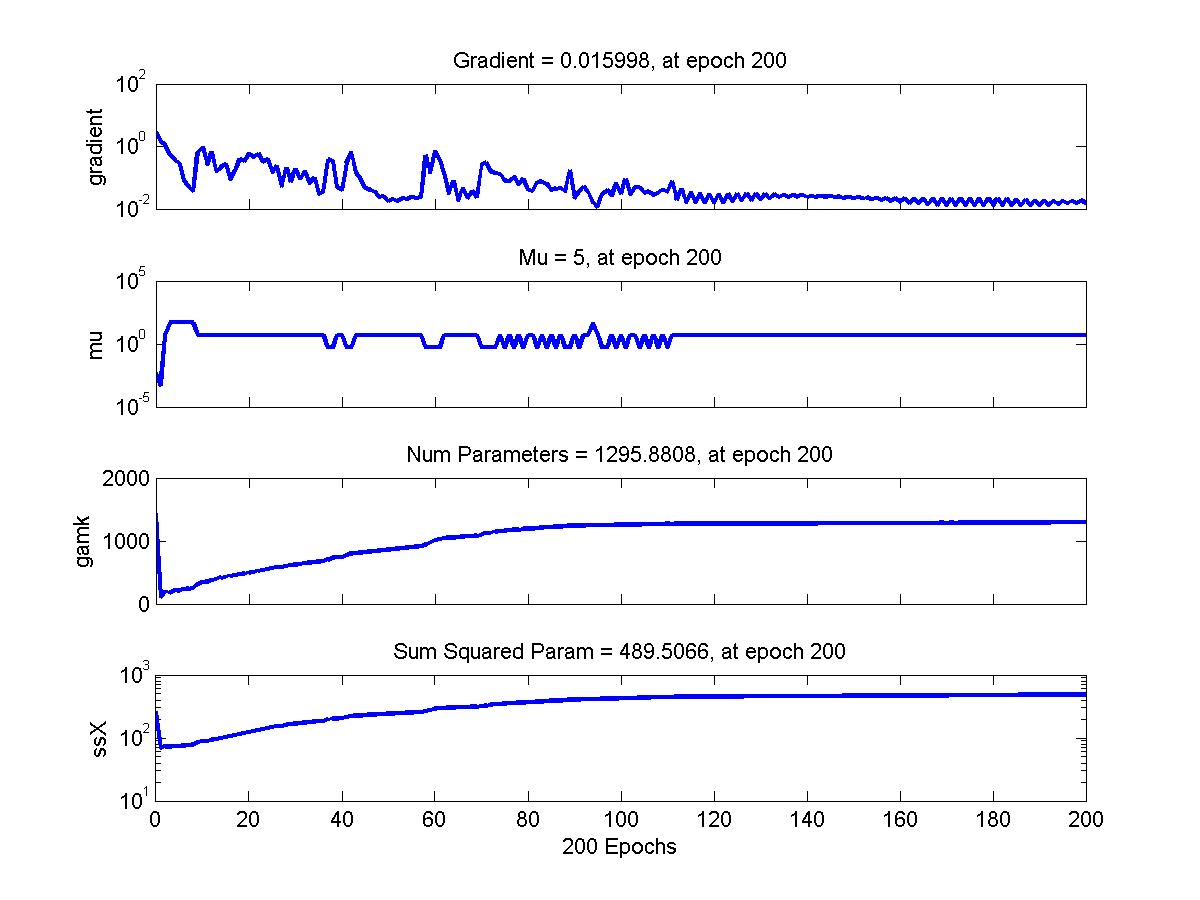 Gradient = 0.015998, at epoch 200
10^2
10^0
10^-2
gradient
Mu = 5, at epoch 200
10^5
10^0
10^-5
mu
Num Parameters = 1295.8808, at epoch 200
2000
1000
0
gamk
Sum Squared Param = 489.5066, at epoch 200
10^3
10^2
10^1
ssX
0 20 40 60 80 100 120 140 160 180 200
200 Epochs